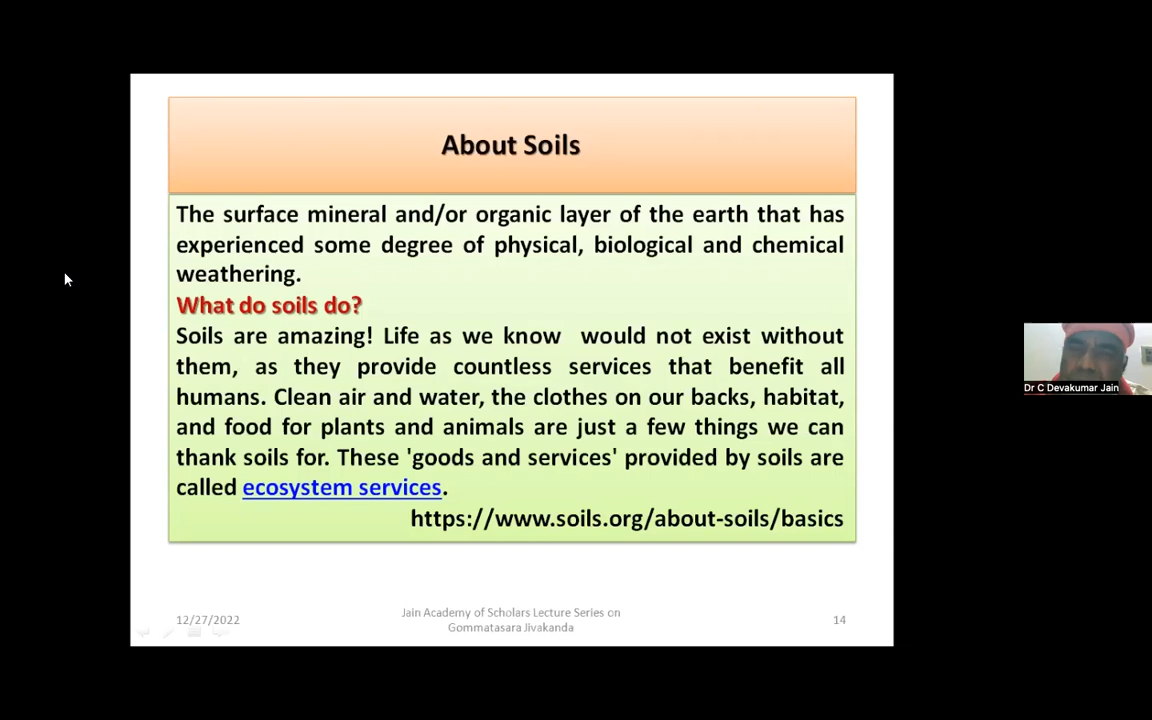 About Soils
The surface mineral and/or organic layer of the earth that has
experienced some degree of physical, biological and chemical
weathering.
What do soils do?
Soils are amazing! Life as we know would not exist without
them, as they provide countless services that benefit all
humans. Clean air and water, the clothes on our backs, habitat,
and food for plants and animals are just a few things we can
thank soils for. These 'goods and services' provided by soils are
called ecosystem services.
https://www.soils.org/about-soils/basics
Dr C Devakumar Jain
12/27/2022
Jain Academy of Scholars Lecture Series on
Gommatasara Jivakanda
14